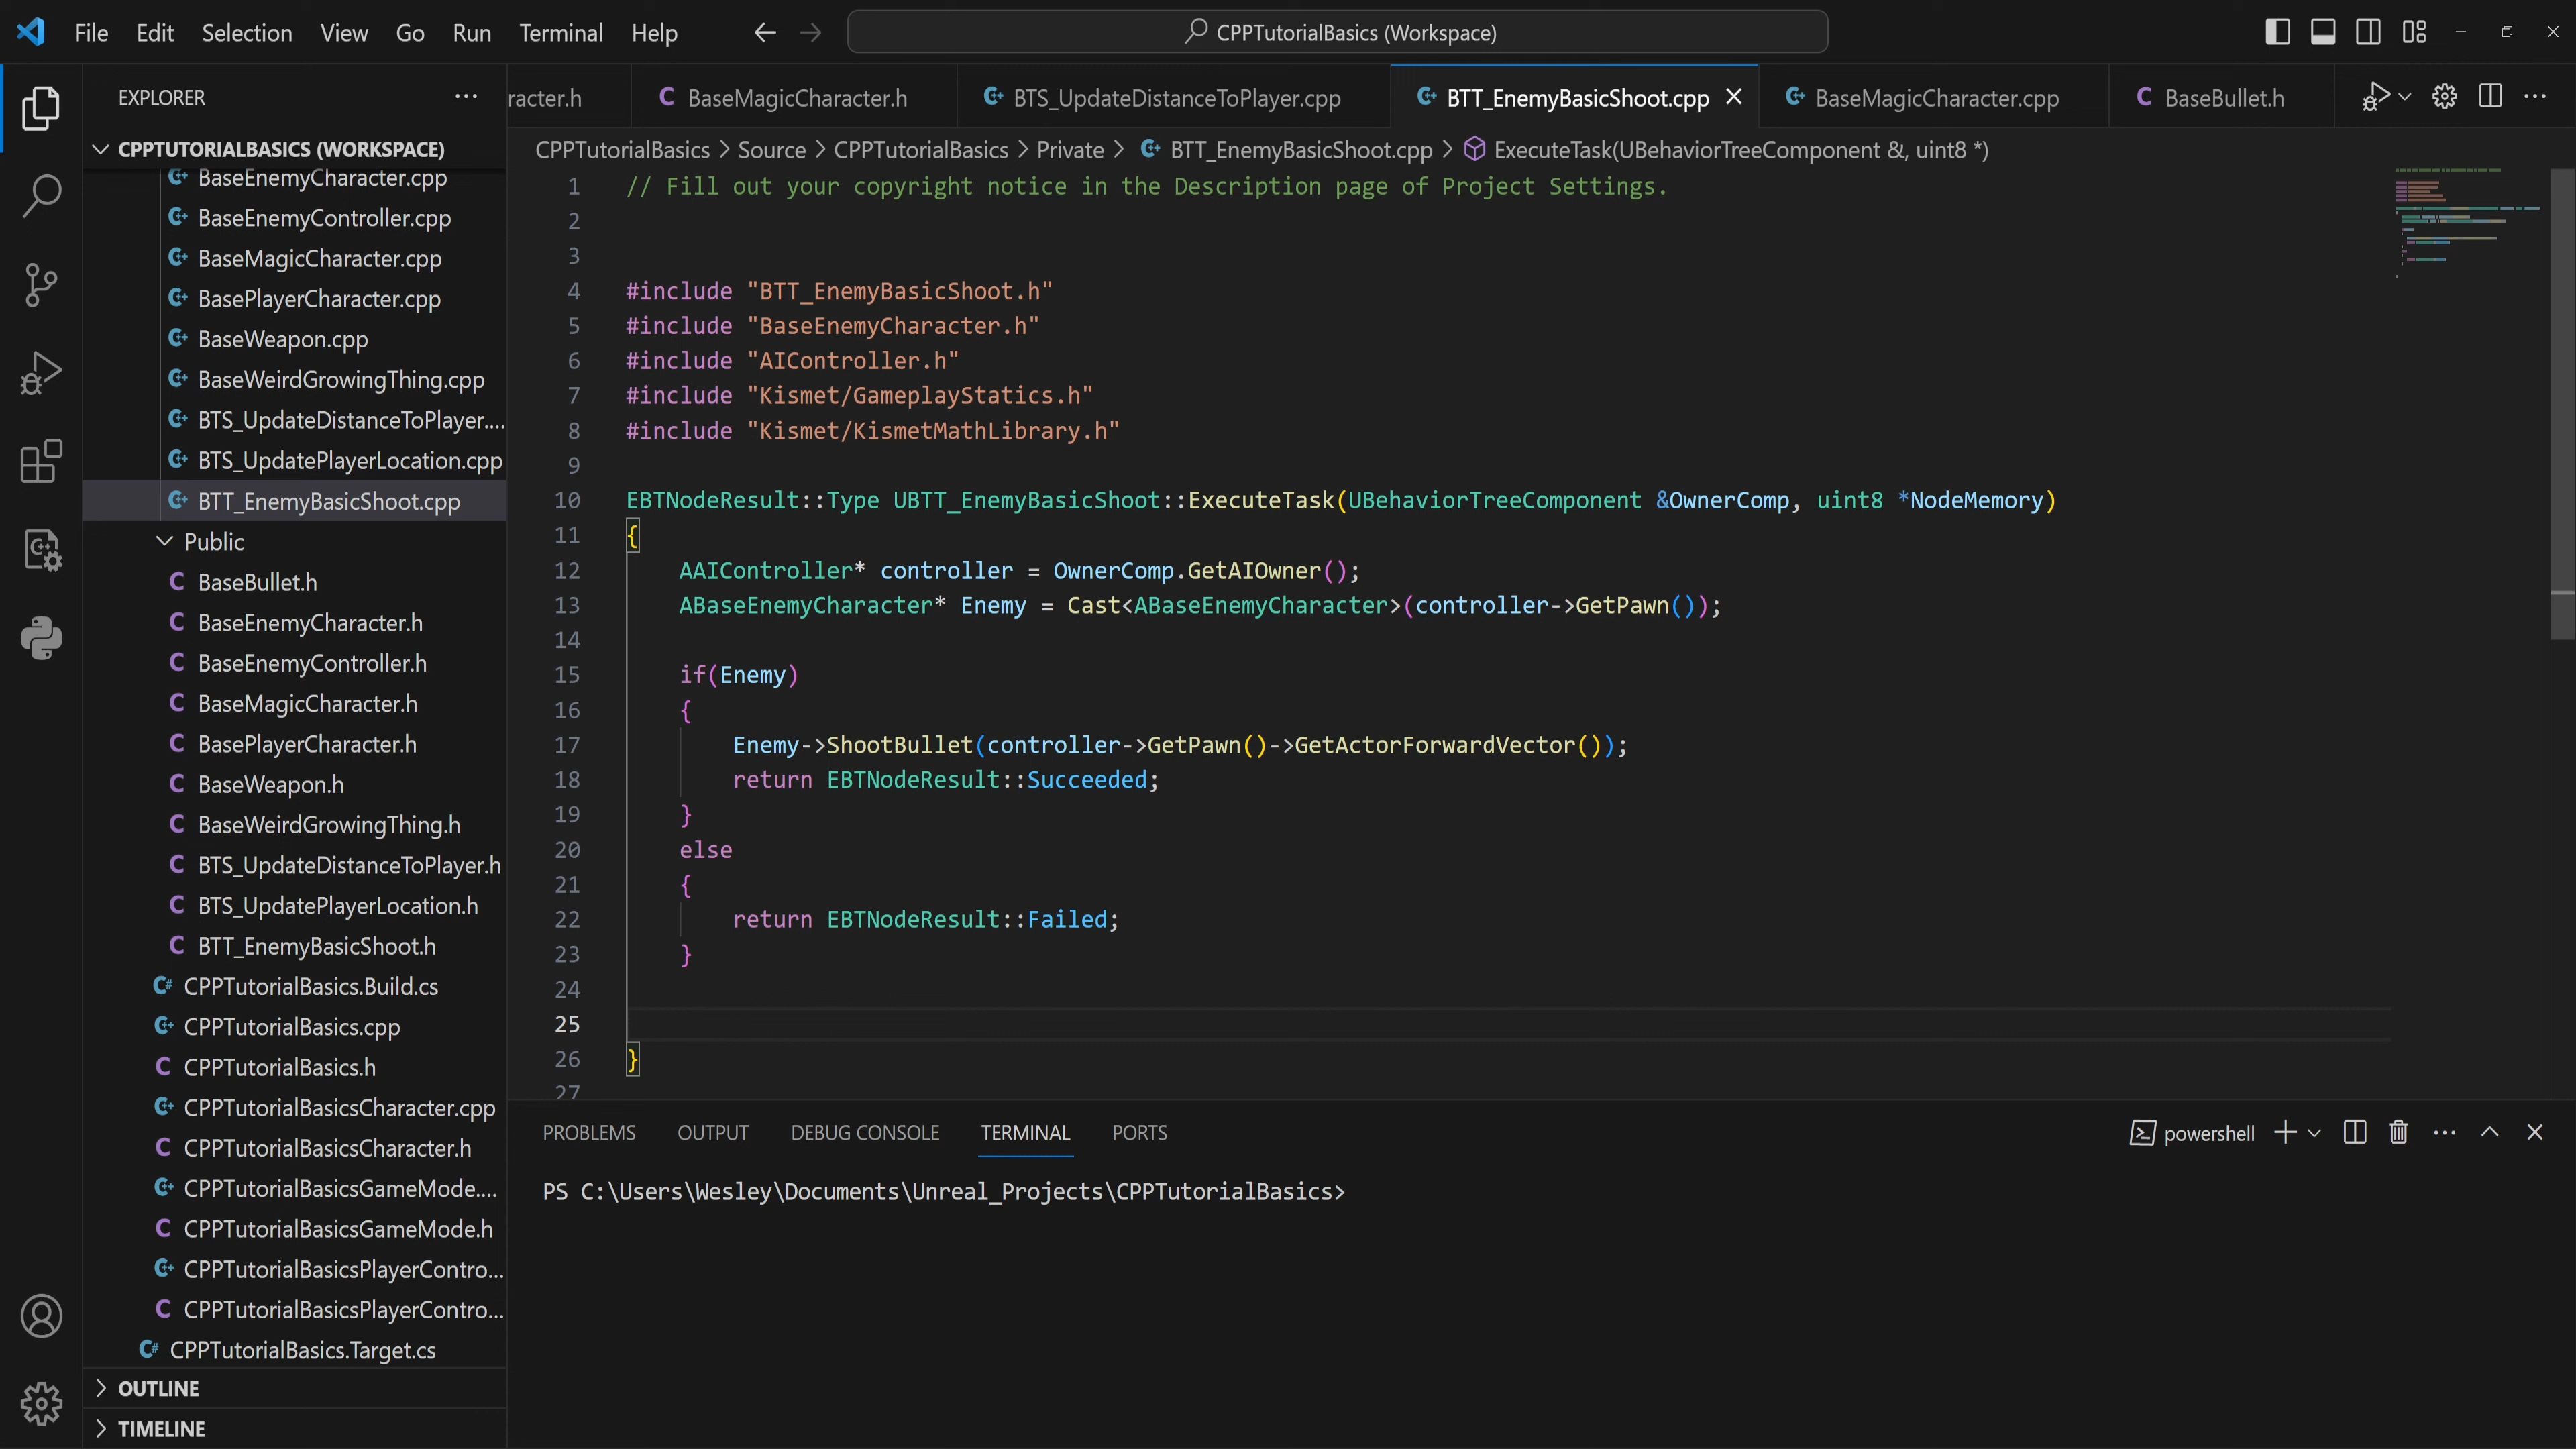 File Edit Selection View Go Run Terminal Help CPPTutorialBasics (Workspace)
EXPLORER ...
CPPTUTORIALBASICS (WORKSPACE)
BaseEnemyCharacter.cpp
BaseEnemyController.cpp
BaseMagicCharacter.cpp
BasePlayerCharacter.cpp
BaseWeapon.cpp
BaseWeirdGrowingThing.cpp
BTS_UpdateDistanceToPlayer....
BTS_UpdatePlayerLocation.cpp
BTT_EnemyBasicShoot.cpp
Public
BaseBullet.h
BaseEnemyCharacter.h
BaseEnemyController.h
BaseMagicCharacter.h
BasePlayerCharacter.h
BaseWeapon.h
BaseWeirdGrowingThing.h
BTS_UpdateDistanceToPlayer.h
BTS_UpdatePlayerLocation.h
BTT_EnemyBasicShoot.h
CPPTutorialBasics.Build.cs
CPPTutorialBasics.cpp
CPPTutorialBasics.h
CPPTutorialBasicsCharacter.cpp
CPPTutorialBasicsCharacter.h
CPPTutorialBasicsGameMode....
CPPTutorialBasicsGameMode.h
CPPTutorialBasicsPlayerContro...
CPPTutorialBasicsPlayerContro...
CPPTutorialBasics.Target.cs
OUTLINE
TIMELINE
racter.h BaseMagicCharacter.h BTS_UpdateDistanceToPlayer.cpp BTT_EnemyBasicShoot.cpp BaseMagicCharacter.cpp BaseBullet.h
CPPTutorialBasics > Source > CPPTutorialBasics > Private > BTT_EnemyBasicShoot.cpp > ExecuteTask(UBehaviorTreeComponent &, uint8 *)
1 // Fill out your copyright notice in the Description page of Project Settings.
2
3
4 #include "BTT_EnemyBasicShoot.h"
5 #include "BaseEnemyCharacter.h"
6 #include "AIController.h"
7 #include "Kismet/GameplayStatics.h"
8 #include "Kismet/KismetMathLibrary.h"
9
10 EBTNodeResult::Type UBTT_EnemyBasicShoot::ExecuteTask(UBehaviorTreeComponent &OwnerComp, uint8 *NodeMemory)
11 {
12 AAIController* controller = OwnerComp.GetAIOwner();
13 ABaseEnemyCharacter* Enemy = Cast<ABaseEnemyCharacter>(controller->GetPawn());
14
15 if(Enemy)
16 {
17 Enemy->ShootBullet(controller->GetPawn()->GetActorForwardVector());
18 return EBTNodeResult::Succeeded;
19 }
20 else
21 {
22 return EBTNodeResult::Failed;
23 }
24
25
26 }
27
PROBLEMS OUTPUT DEBUG CONSOLE TERMINAL PORTS powershell
PS C:\Users\Wesley\Documents\Unreal_Projects\CPPTutorialBasics>